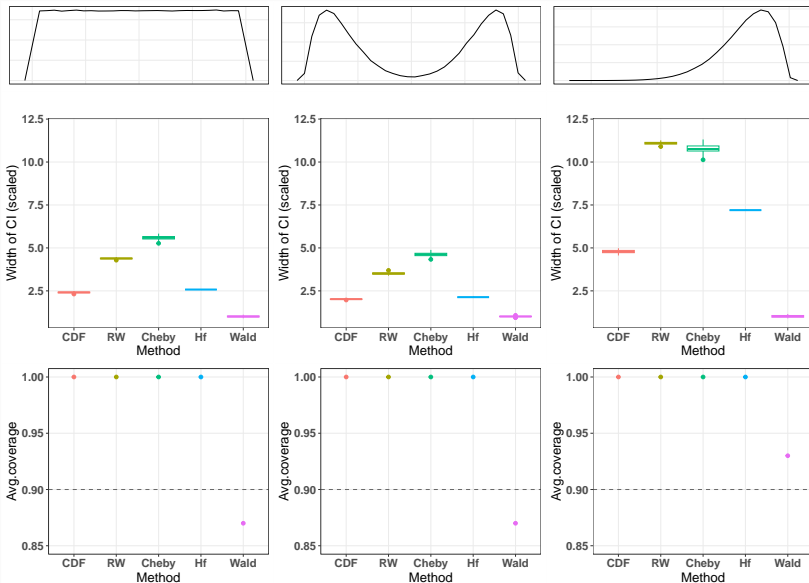 12.5
10.0
7.5
5.0
2.5
Width of CI (scaled)
CDF RW Cheby Hf Wald
Method
12.5
10.0
7.5
5.0
2.5
Width of CI (scaled)
CDF RW Cheby Hf Wald
Method
12.5
10.0
7.5
5.0
2.5
Width of CI (scaled)
CDF RW Cheby Hf Wald
Method
1.00
0.95
0.90
0.85
Avg.coverage
CDF RW Cheby Hf Wald
Method
1.00
0.95
0.90
0.85
Avg.coverage
CDF RW Cheby Hf Wald
Method
1.00
0.95
0.90
0.85
Avg.coverage
CDF RW Cheby Hf Wald
Method